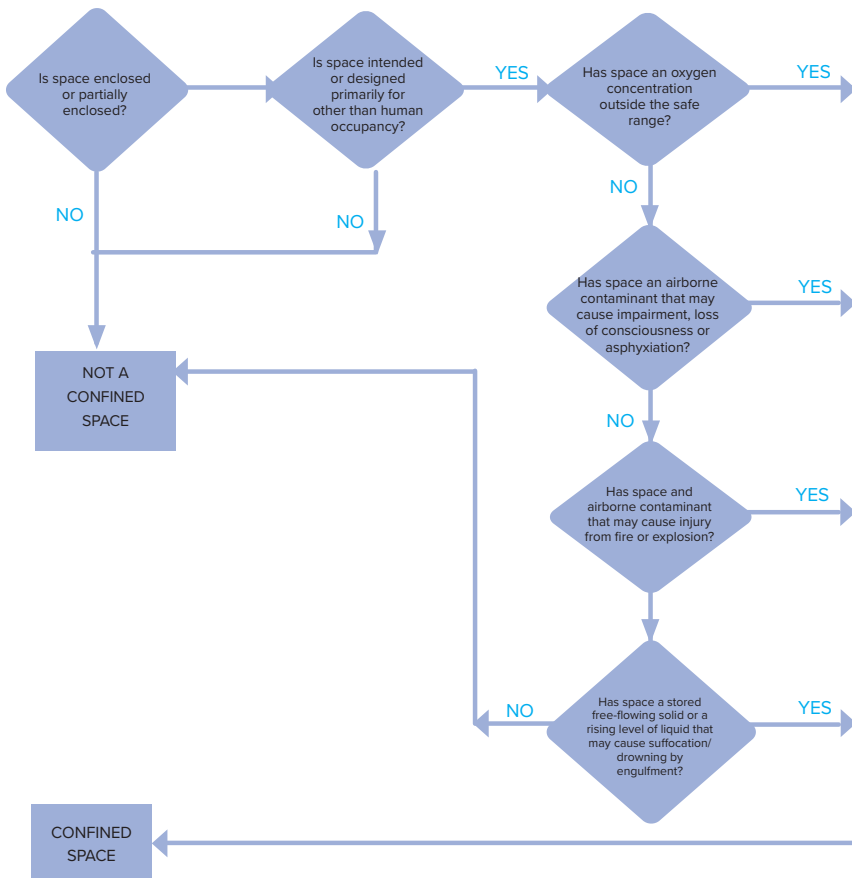 Is space enclosed
or partially
enclosed?
Is space intended
or designed
primarily for
other than human
occupancy?
YES
Has space an oxygen
concentration
outside the safe
range?
YES
NO
NO
NO
Has space an airborne
contaminant that may
cause impairment, loss
of consciousness or
asphyxiation?
YES
NOT A
CONFINED
SPACE
NO
Has space and
airborne contaminant
that may cause injury
from fire or explosion?
YES
Has space a stored
free-flowing solid or a
rising level of liquid that
may cause suffocation/
drowning by
engulfment?
NO
YES
CONFINED
SPACE